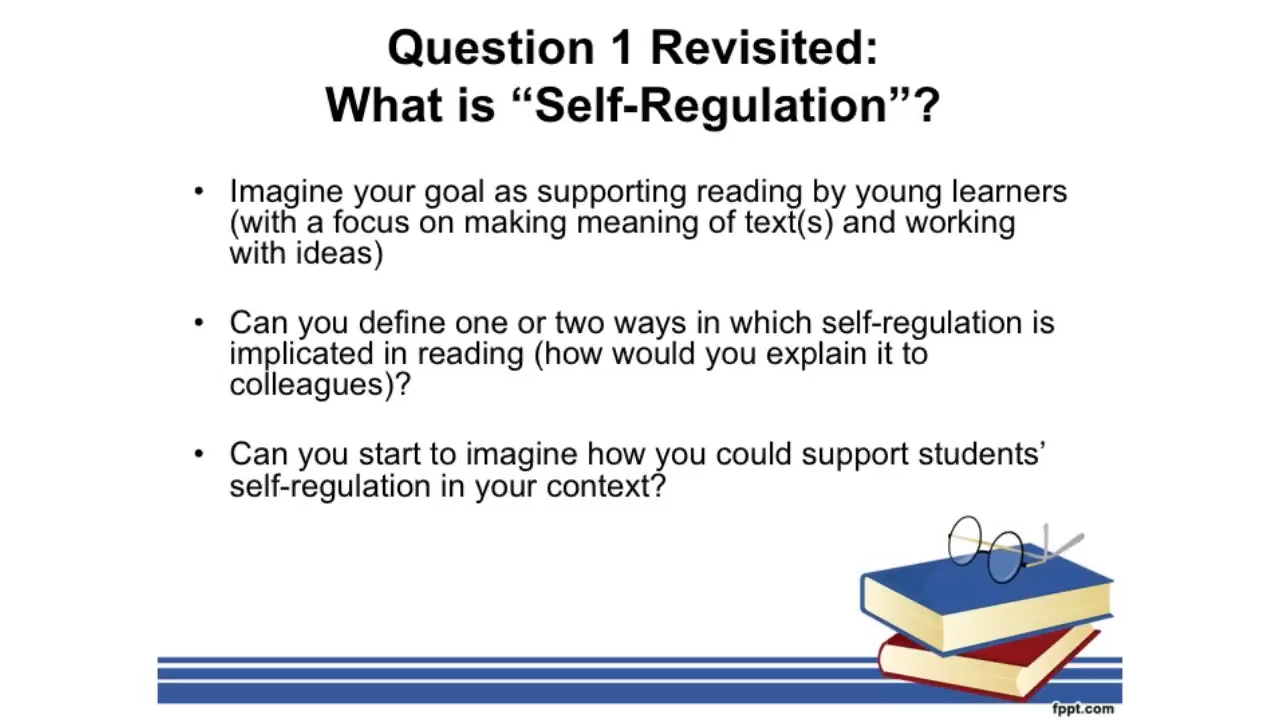 Question 1 Revisited:
What is “Self-Regulation”?
• Imagine your goal as supporting reading by young learners
(with a focus on making meaning of text(s) and working
with ideas)
• Can you define one or two ways in which self-regulation is
implicated in reading (how would you explain it to
colleagues)?
• Can you start to imagine how you could support students’
self-regulation in your context?
fppt.com